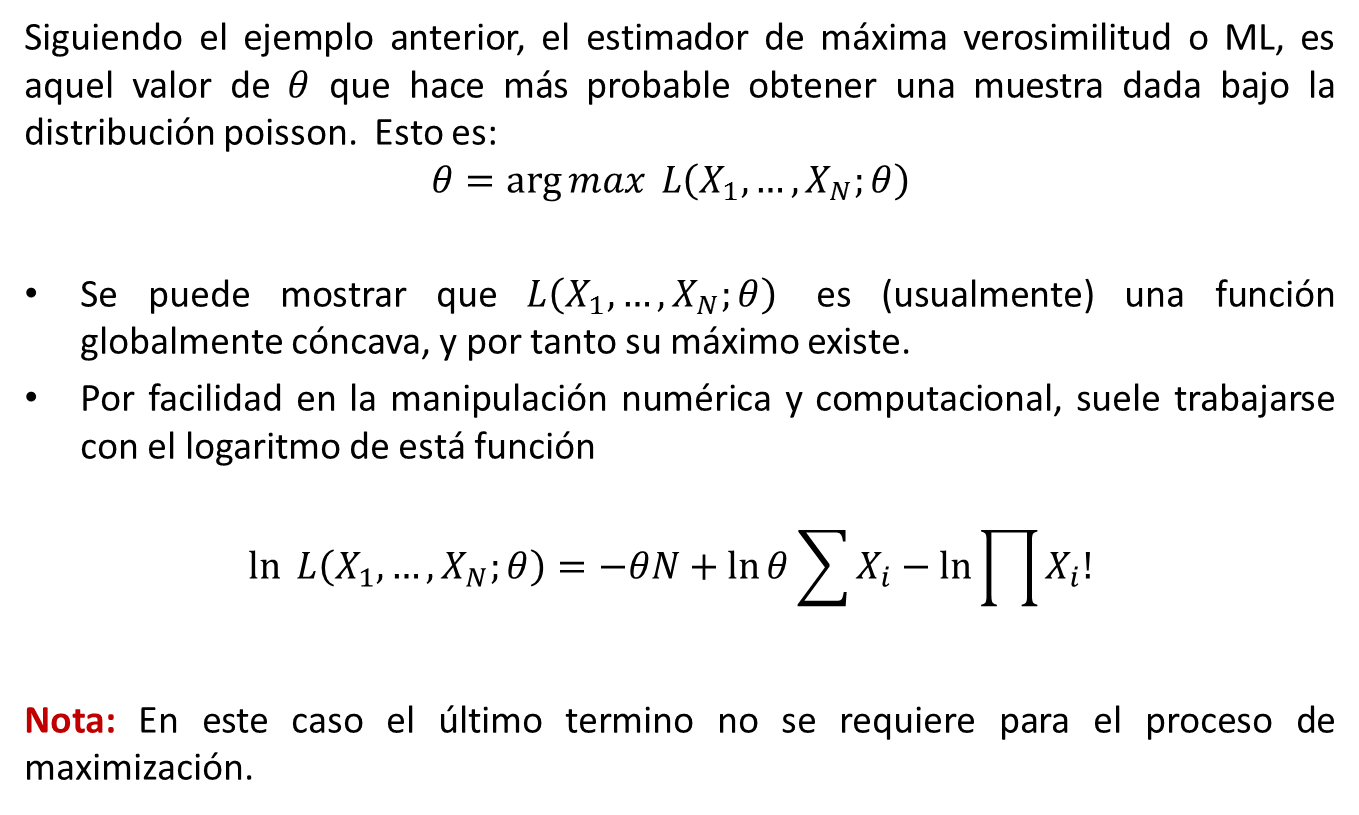 Siguiendo el ejemplo anterior, el estimador de máxima verosimilitud o ML, es
aquel valor de θ que hace más probable obtener una muestra dada bajo la
distribución poisson. Esto es:
θ = arg max L(X₁, … , X_N; θ)
• Se puede mostrar que L(X₁, … , X_N; θ) es (usualmente) una función
globalmente cóncava, y por tanto su máximo existe.
• Por facilidad en la manipulación numérica y computacional, suele trabajarse
con el logaritmo de está función
ln L(X₁, … , X_N; θ) = −θN + ln θ ∑ Xᵢ − ln ∏ Xᵢ!
Nota: En este caso el último termino no se requiere para el proceso de
maximización.